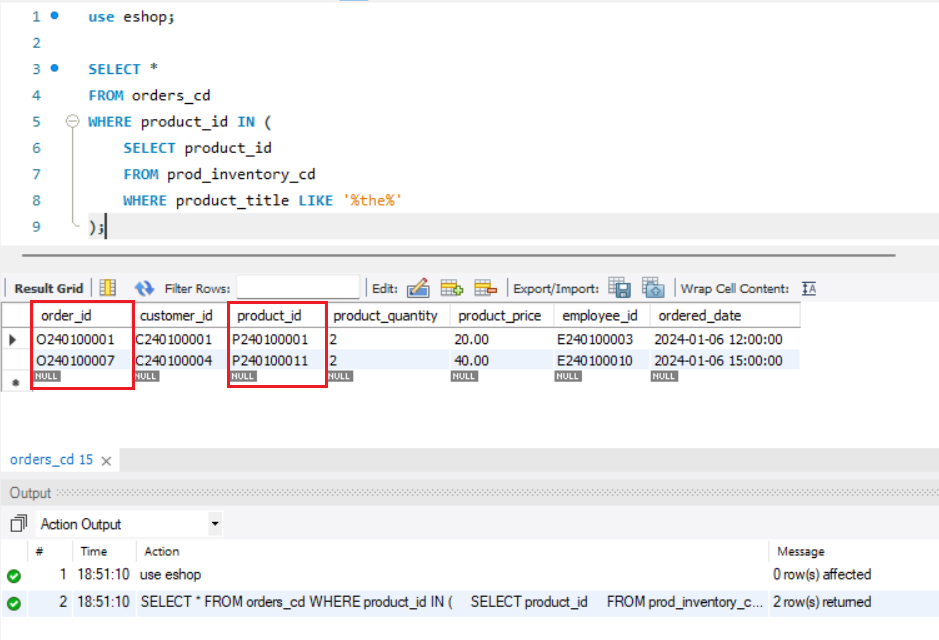 1 use eshop;
2
3 SELECT *
4 FROM orders_cd
5 WHERE product_id IN (
6 SELECT product_id
7 FROM prod_inventory_cd
8 WHERE product_title LIKE '%the%'
9 );
Result Grid Filter Rows: Edit: Export/Import: Wrap Cell Content: IA
order_id customer_id product_id product_quantity product_price employee_id ordered_date
O240100001 C240100001 P240100001 2 20.00 E240100003 2024-01-06 12:00:00
O240100007 C240100004 P240100011 2 40.00 E240100010 2024-01-06 15:00:00
NULL NULL NULL NULL NULL NULL NULL
orders_cd 15
Output
Action Output
# Time Action Message
1 18:51:10 use eshop 0 row(s) affected
2 18:51:10 SELECT * FROM orders_cd WHERE product_id IN ( SELECT product_id FROM prod_inventory_c... 2 row(s) returned